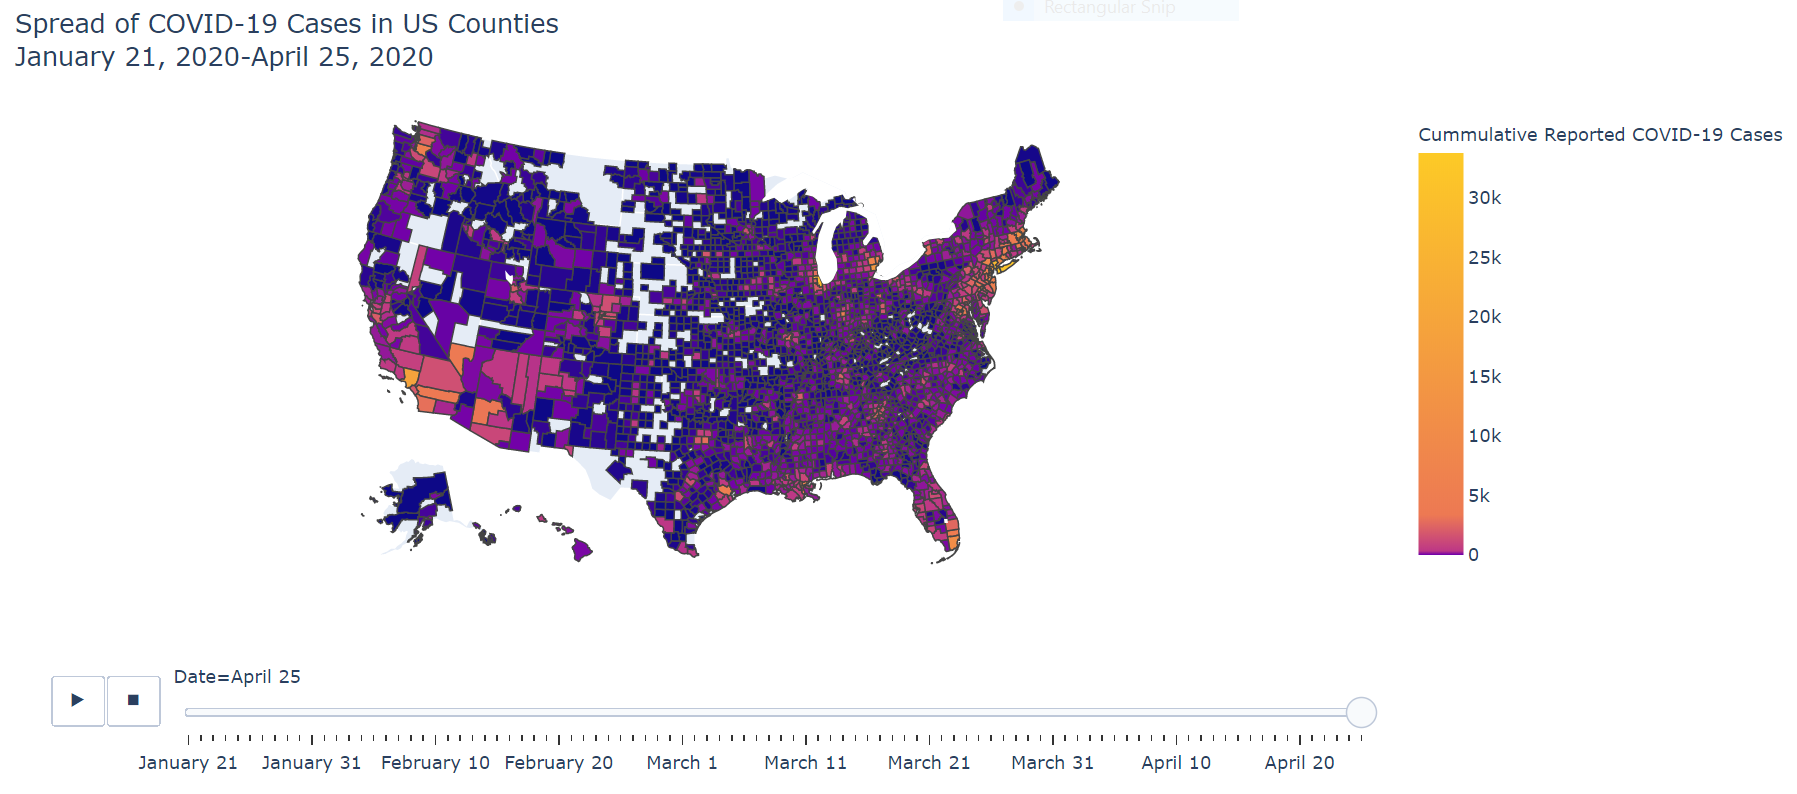 Rectangular Snip
Spread of COVID-19 Cases in US Counties
January 21, 2020-April 25, 2020
Cummulative Reported COVID-19 Cases
30k
25k
20k
15k
10k
5k
0
Date=April 25
January 21 January 31 February 10 February 20 March 1 March 11 March 21 March 31 April 10 April 20